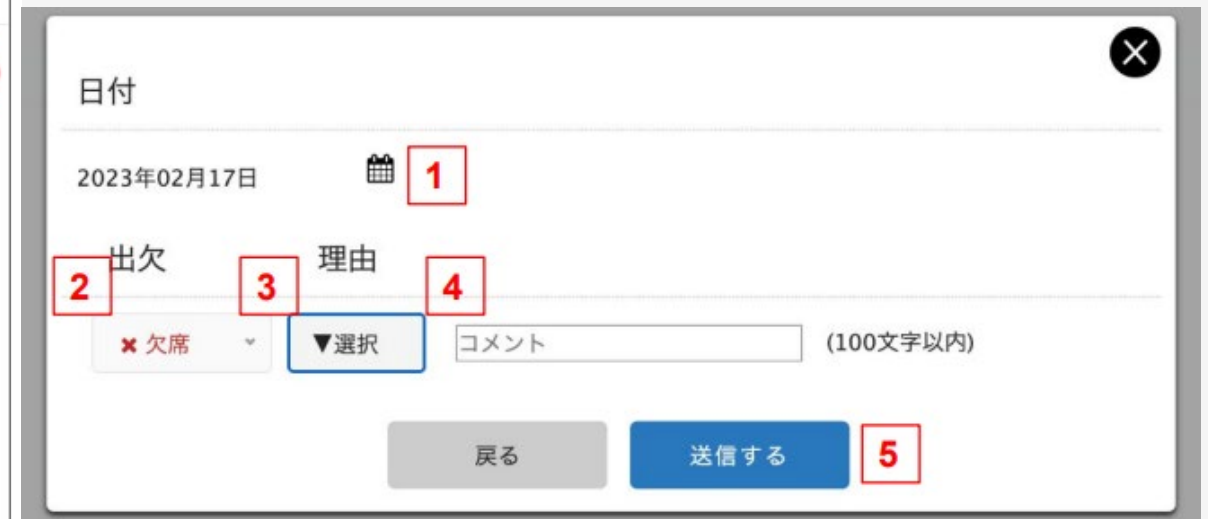 日付
2023年02月17日 1
出欠 理由
2 3 4
✖ 欠席 ▼選択 コメント (100文字以内)
戻る 送信する 5